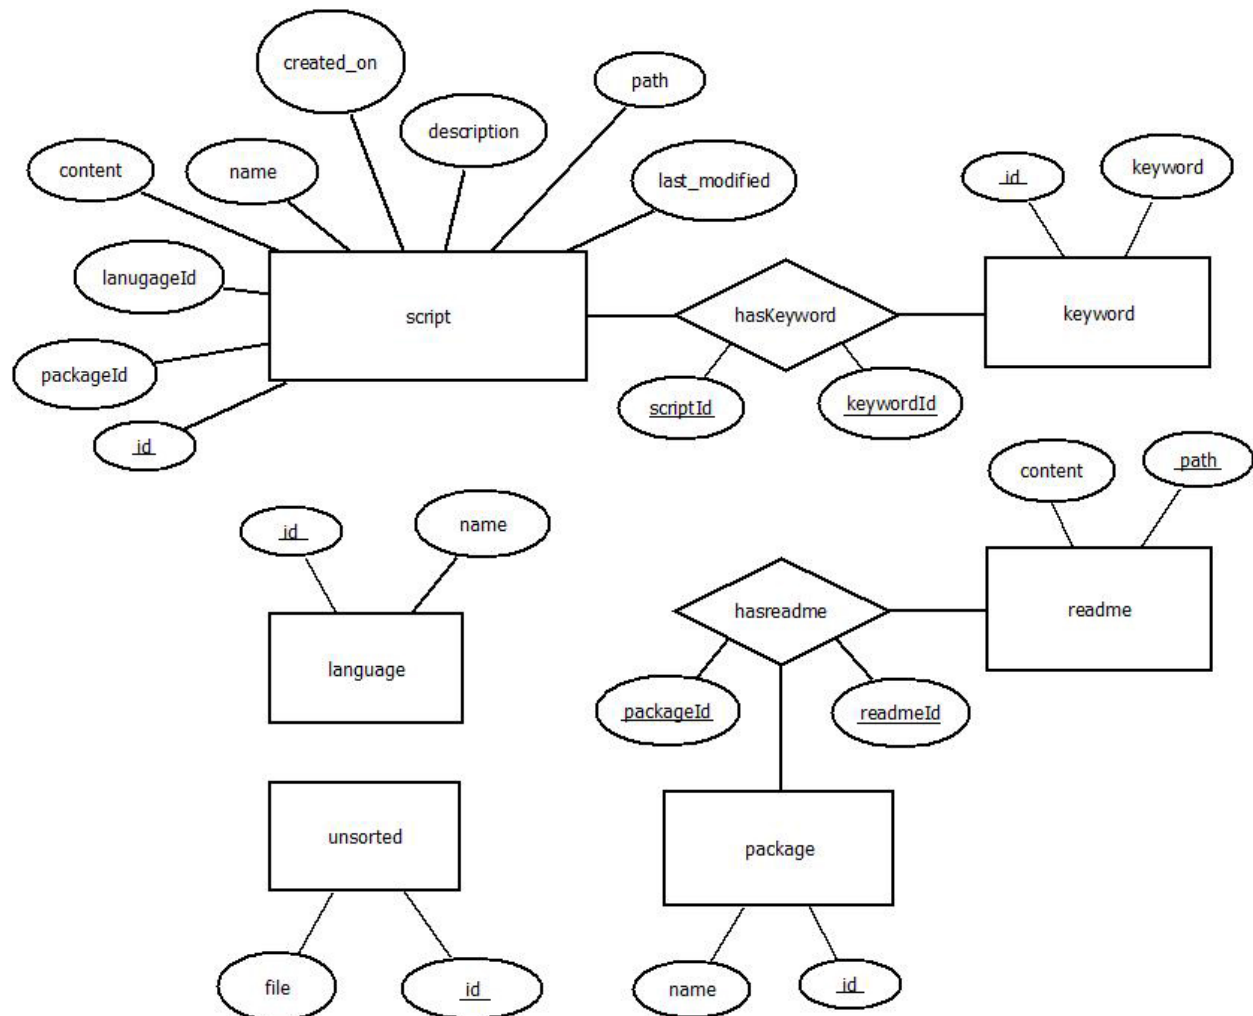 created_on
path
description
content
name
last_modified
id
keyword
lanugageId
script
hasKeyword
keyword
packageId
scriptId
keywordId
id
content
path
id
name
hasreadme
readme
language
packageId
readmeId
unsorted
package
file
id
name
id